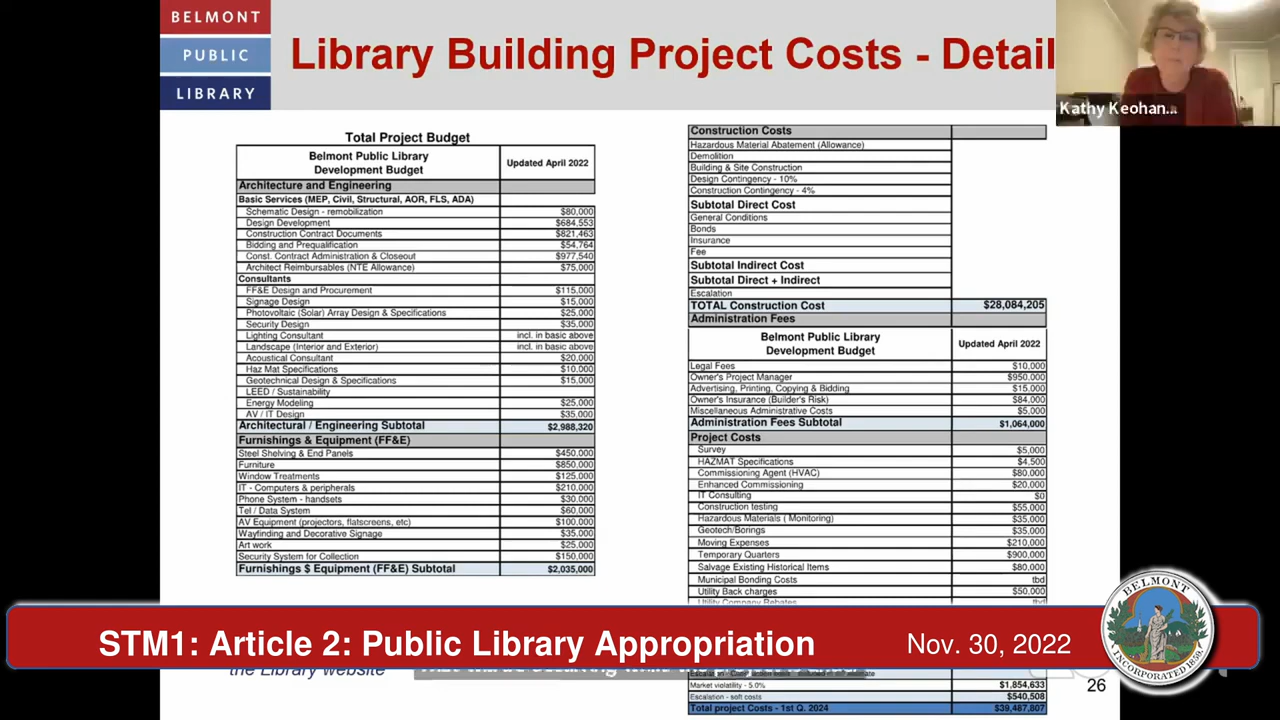 BELMONT
PUBLIC
LIBRARY
Library Building Project Costs - Detail
Kathy Keohan...
Total Project Budget
Belmont Public Library
Development Budget
Updated April 2022
Architecture and Engineering
Basic Services (MEP, Civil, Structural, AOR, FLS, ADA)
Schematic Design - remobilization $80,000
Design Development $684,553
Construction Contract Documents $821,463
Bidding and Prequalification $54,764
Const. Contract Administration & Closeout $977,540
Architect Reimbursables (NTE Allowance) $75,000
Consultants
FF&E Design and Procurement $115,000
Signage Design $15,000
Photovoltaic (Solar) Array Design & Specifications $25,000
Security Design $35,000
Lighting Consultant incl. in basic above
Landscape (Interior and Exterior) incl. in basic above
Acoustical Consultant $20,000
Haz Mat Specifications $10,000
Geotechnical Design & Specifications $15,000
LEED / Sustainability
Energy Modeling $25,000
AV / IT Design $35,000
Architectural / Engineering Subtotal $2,988,320
Furnishings & Equipment (FF&E)
Steel Shelving & End Panels $450,000
Furniture $850,000
Window Treatments $125,000
IT - Computers & peripherals $210,000
Phone System - handsets $30,000
Tel / Data System $60,000
AV Equipment (projectors, flatscreens, etc) $100,000
Wayfinding and Decorative Signage $35,000
Art work $25,000
Security System for Collection $150,000
Furnishings $ Equipment (FF&E) Subtotal $2,035,000
Construction Costs
Hazardous Material Abatement (Allowance)
Demolition
Building & Site Construction
Design Contingency - 10%
Construction Contingency - 4%
Subtotal Direct Cost
General Conditions
Bonds
Insurance
Fee
Subtotal Indirect Cost
Subtotal Direct + Indirect
Escalation
TOTAL Construction Cost $28,084,205
Administration Fees
Belmont Public Library
Development Budget
Updated April 2022
Legal Fees $10,000
Owner's Project Manager $950,000
Advertising, Printing, Copying & Bidding $15,000
Owner's Insurance (Builder's Risk) $84,000
Miscellaneous Administrative Costs $5,000
Administration Fees Subtotal $1,064,000
Project Costs
Survey $5,000
HAZMAT Specifications $4,500
Commissioning Agent (HVAC) $80,000
Enhanced Commissioning $20,000
IT Consulting $0
Construction testing $55,000
Hazardous Materials ( Monitoring) $35,000
Geotech/Borings $35,000
Moving Expenses $210,000
Temporary Quarters $900,000
Salvage Existing Historical Items $80,000
Municipal Bonding Costs tbd
Utility Back charges $50,000
Utility Company Rebates tbd
STM1: Article 2: Public Library Appropriation
Nov. 30, 2022
BELMONT
INCORPORATED 1859
the Library website
Market volatility - 5.0% $1,854,633
Escalation - soft costs $540,508
Total project Costs - 1st Q. 2024 $39,487,807
26